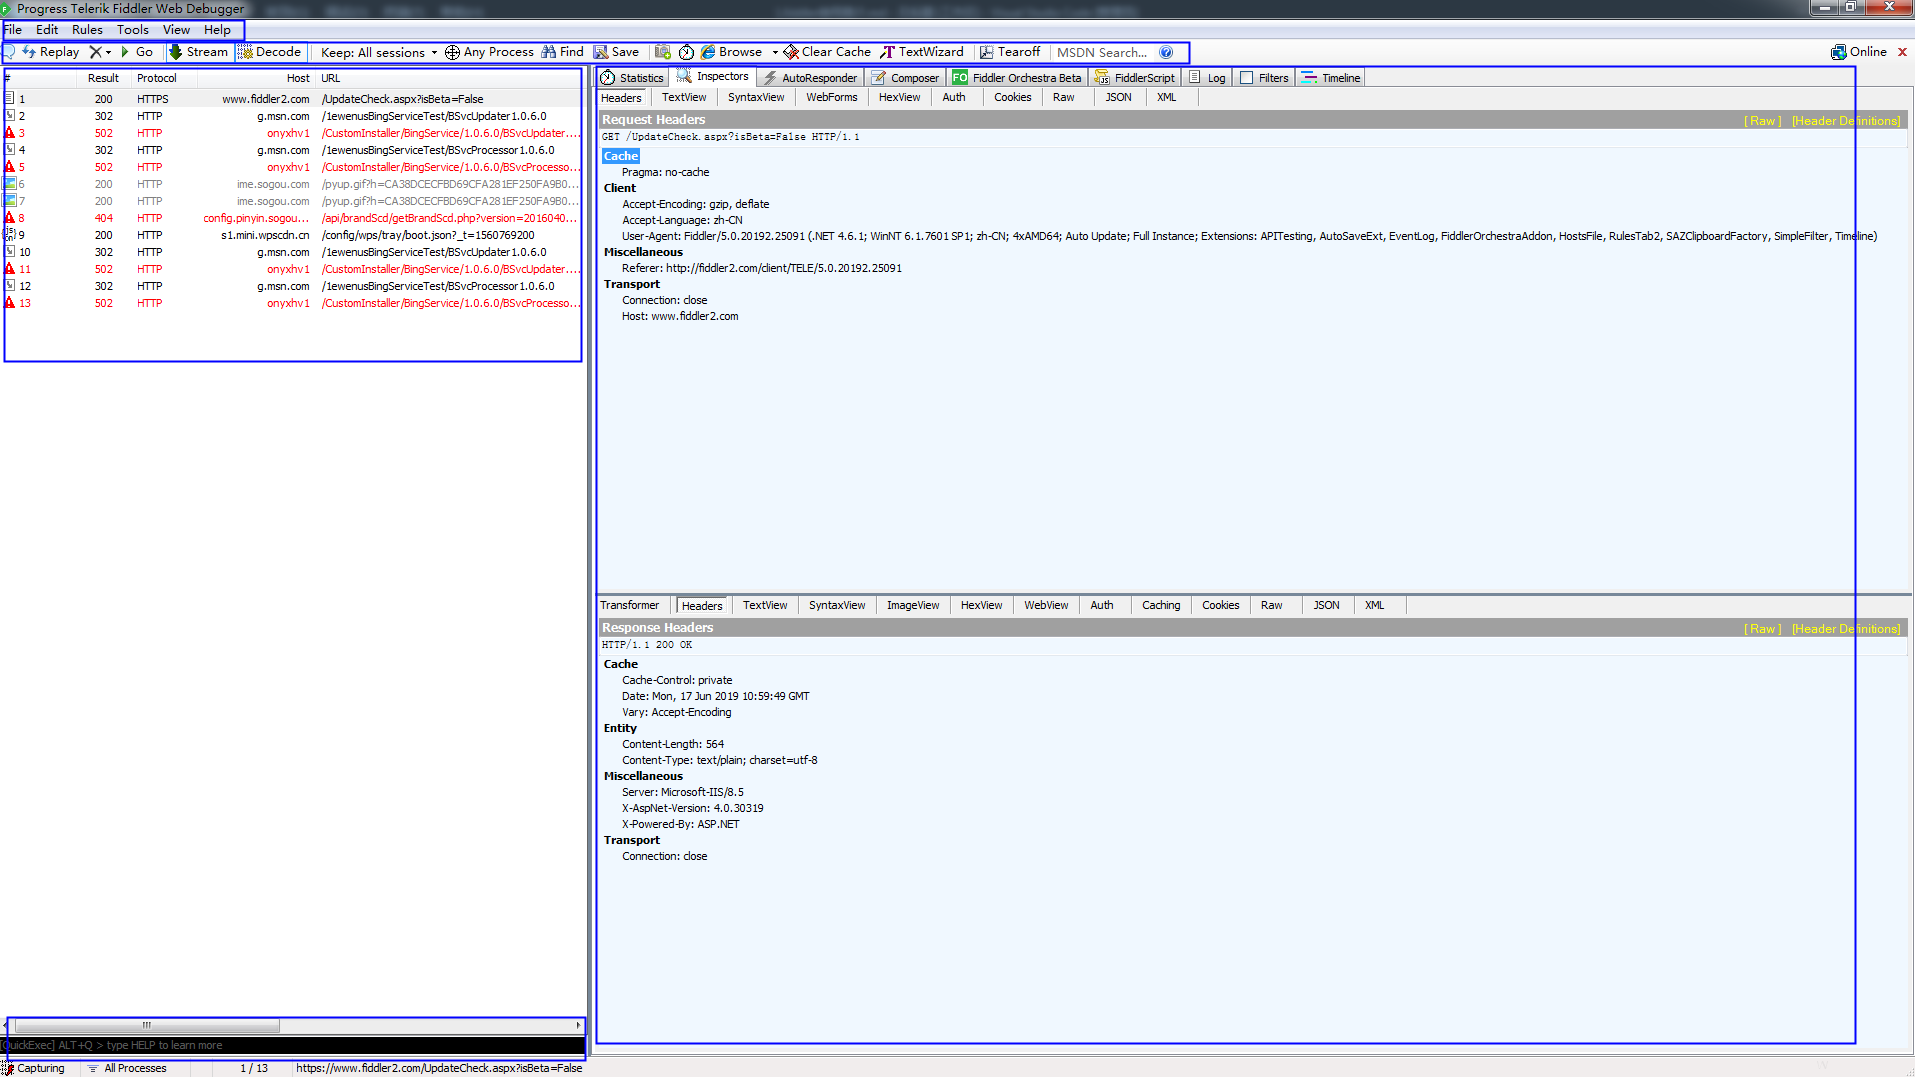 Progress Telerik Fiddler Web Debugger
File Edit Rules Tools View Help
Replay Go Stream Decode Keep: All sessions Any Process Find Save Browse Clear Cache TextWizard Tearoff MSDN Search... Online
# Result Protocol Host URL
1 200 HTTPS www.fiddler2.com /UpdateCheck.aspx?isBeta=False
2 302 HTTP g.msn.com /1ewenusBingServiceTest/BSvcUpdater1.0.6.0
3 502 HTTP onyxhv1 /CustomInstaller/BingService/1.0.6.0/BSvcUpdater....
4 302 HTTP g.msn.com /1ewenusBingServiceTest/BSvcProcessor1.0.6.0
5 502 HTTP onyxhv1 /CustomInstaller/BingService/1.0.6.0/BSvcProcesso...
6 200 HTTP ime.sogou.com /pyup.gif?h=CA38DCECFBD69CFA281EF250FA9B0...
7 200 HTTP ime.sogou.com /pyup.gif?h=CA38DCECFBD69CFA281EF250FA9B0...
8 404 HTTP config.pinyin.sogou... /api/brandScd/getBrandScd.php?version=2016040...
9 200 HTTP s1.mini.wpscdn.cn /config/wps/tray/boot.json?_t=1560769200
10 302 HTTP g.msn.com /1ewenusBingServiceTest/BSvcUpdater1.0.6.0
11 502 HTTP onyxhv1 /CustomInstaller/BingService/1.0.6.0/BSvcUpdater....
12 302 HTTP g.msn.com /1ewenusBingServiceTest/BSvcProcessor1.0.6.0
13 502 HTTP onyxhv1 /CustomInstaller/BingService/1.0.6.0/BSvcProcesso...
Statistics Inspectors AutoResponder Composer FO Fiddler Orchestra Beta FiddlerScript Log Filters Timeline
Headers TextView SyntaxView WebForms HexView Auth Cookies Raw JSON XML
Request Headers [ Raw ] [Header Definitions]
GET /UpdateCheck.aspx?isBeta=False HTTP/1.1
Cache
Pragma: no-cache
Client
Accept-Encoding: gzip, deflate
Accept-Language: zh-CN
User-Agent: Fiddler/5.0.20192.25091 (.NET 4.6.1; WinNT 6.1.7601 SP1; zh-CN; 4xAMD64; Auto Update; Full Instance; Extensions: APITesting, AutoSaveExt, EventLog, FiddlerOrchestraAddon, HostsFile, RulesTab2, SAZClipboardFactory, SimpleFilter, Timeline)
Miscellaneous
Referer: http://fiddler2.com/client/TELE/5.0.20192.25091
Transport
Connection: close
Host: www.fiddler2.com
Transformer Headers TextView SyntaxView ImageView HexView WebView Auth Caching Cookies Raw JSON XML
Response Headers [ Raw ] [Header Definitions]
HTTP/1.1 200 OK
Cache
Cache-Control: private
Date: Mon, 17 Jun 2019 10:59:49 GMT
Vary: Accept-Encoding
Entity
Content-Length: 564
Content-Type: text/plain; charset=utf-8
Miscellaneous
Server: Microsoft-IIS/8.5
X-AspNet-Version: 4.0.30319
X-Powered-By: ASP.NET
Transport
Connection: close
[QuickExec] ALT+Q > type HELP to learn more
Capturing All Processes 1 / 13 https://www.fiddler2.com/UpdateCheck.aspx?isBeta=False